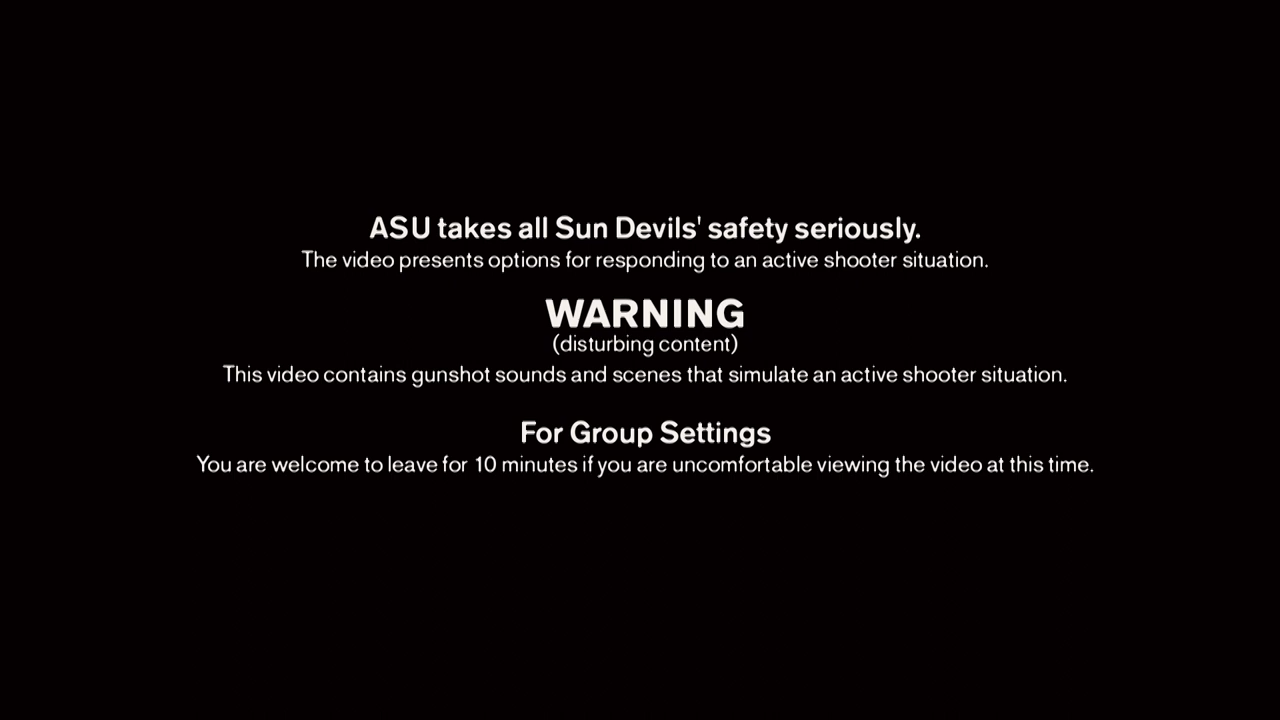 ASU takes all Sun Devils' safety seriously.
The video presents options for responding to an active shooter situation.
WARNING
(disturbing content)
This video contains gunshot sounds and scenes that simulate an active shooter situation.
For Group Settings
You are welcome to leave for 10 minutes if you are uncomfortable viewing the video at this time.